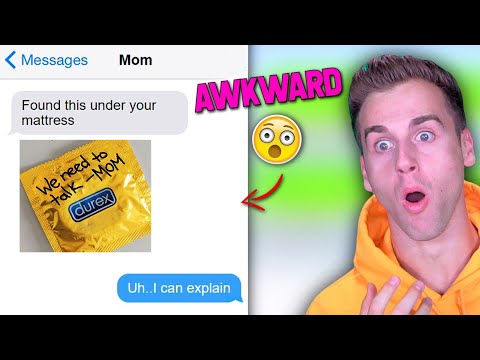 Messages
Mom
Found this under your
mattress
We need to
talk -MOM
durex
Uh..I can explain
AWKWARD